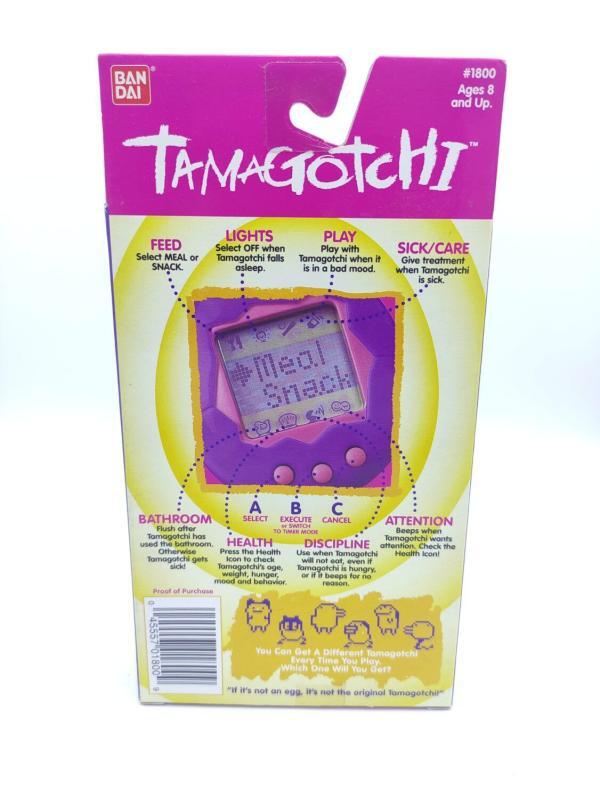 BAN
DAI
#1800
Ages 8
and Up.
TAMAGOTCHI™
FEED
Select MEAL or
SNACK.
LIGHTS
Select OFF when
Tamagotchi falls
asleep.
PLAY
Play with
Tamagotchi when it
is in a bad mood.
SICK/CARE
Give treatment
when Tamagotchi
is sick.
Meal
Snack
A
SELECT
B
EXECUTE
or SWITCH
TO TIMER MODE
C
CANCEL
BATHROOM
Flush after
Tamagotchi has
used the bathroom.
Otherwise
Tamagotchi gets
sick!
HEALTH
Press the Health
Icon to check
Tamagotchi's age,
weight, hunger,
mood and behavior.
DISCIPLINE
Use when Tamagotchi
will not eat, even if
Tamagotchi is hungry,
or if it beeps for no
reason.
ATTENTION
Beeps when
Tamagotchi wants
attention. Check the
Health Icon!
Proof of Purchase
0 45557 01800 9
You Can Get A Different Tamagotchi
Every Time You Play.
Which One Will You Get?
"If it's not an egg, it's not the original Tamagotchi!"